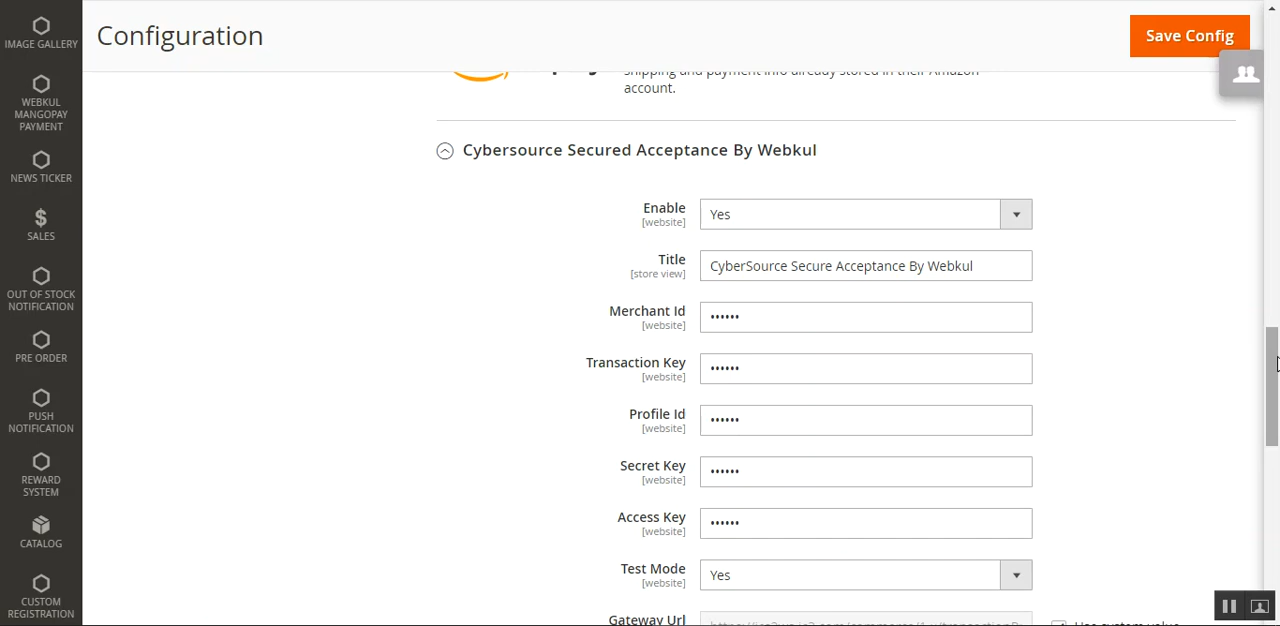 IMAGE GALLERY
WEBKUL
MANGOPAY
PAYMENT
NEWS TICKER
$
SALES
OUT OF STOCK
NOTIFICATION
PRE ORDER
PUSH
NOTIFICATION
REWARD
SYSTEM
CATALOG
CUSTOM
REGISTRATION
Configuration
Save Config
shipping and payment info already stored in their Amazon
account.
Cybersource Secured Acceptance By Webkul
Enable
[website]
Yes
Title
[store view]
CyberSource Secure Acceptance By Webkul
Merchant Id
[website]
••••••
Transaction Key
[website]
••••••
Profile Id
[website]
••••••
Secret Key
[website]
••••••
Access Key
[website]
••••••
Test Mode
[website]
Yes
Gateway Url
Use system value